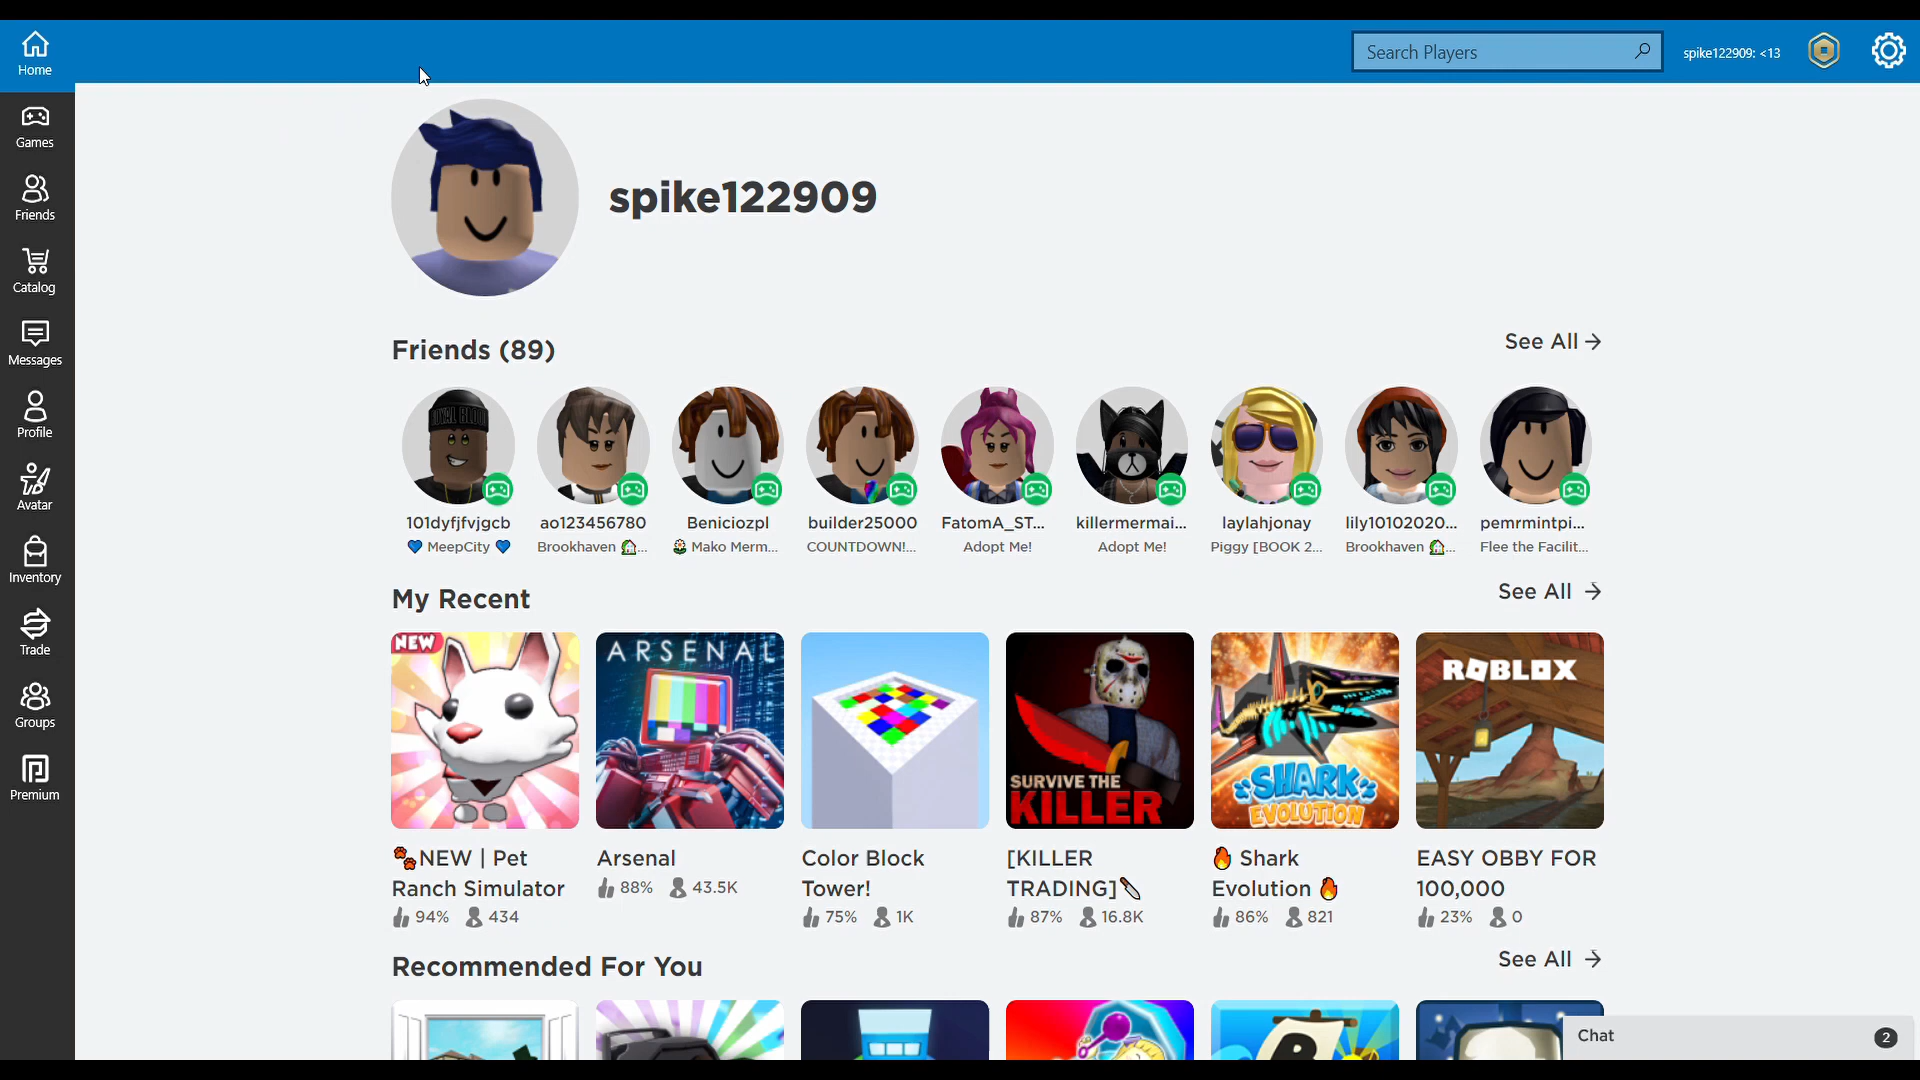 Home
Search Players
spike122909: <13
Games
Friends
Catalog
Messages
Profile
Avatar
Inventory
Trade
Groups
Premium
spike122909
Friends (89)
See All
101dyfjfvjgcb
ao123456780
Beniciozpl
builder25000
FatomA_ST...
killermermai...
laylahjonay
lily10102020...
pemrmintpi...
💙 MeepCity 💙
Brookhaven 🏡...
🌼 Mako Merm...
COUNTDOWN!...
Adopt Me!
Adopt Me!
Piggy [BOOK 2...
Brookhaven 🏡...
Flee the Facilit...
My Recent
See All
NEW
ARSENAL
SURVIVE THE
KILLER
SHARK
EVOLUTION
ROBLOX
🐾NEW | Pet
Ranch Simulator
94% 434
Arsenal
88% 43.5K
Color Block
Tower!
75% 1K
[KILLER
TRADING]🔪
87% 16.8K
🔥 Shark
Evolution 🔥
86% 821
EASY OBBY FOR
100,000
23% 0
Recommended For You
See All
Chat
2